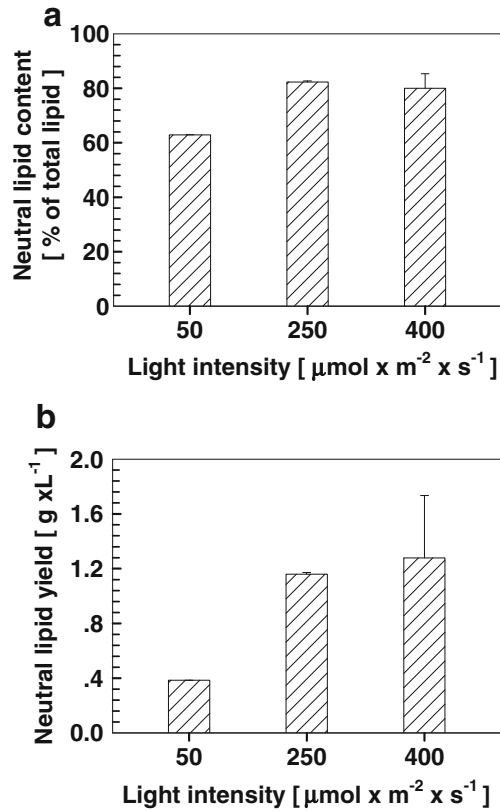 a
Neutral lipid content
[ % of total lipid ]
100
80
60
40
20
0
50 250 400
Light intensity [ μmol x m⁻² x s⁻¹ ]
b
Neutral lipid yield [ g xL⁻¹ ]
2.0
1.6
1.2
.8
.4
0.0
50 250 400
Light intensity [ μmol x m⁻² x s⁻¹ ]